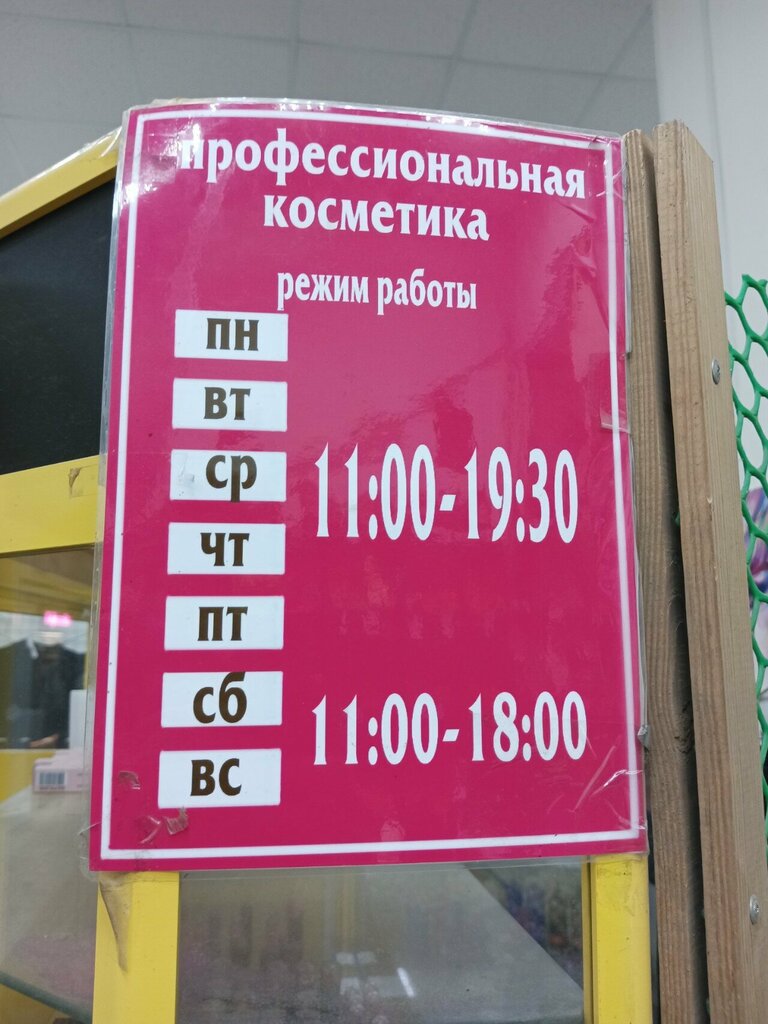 профессиональная
косметика
режим работы
пн
вт
ср
11:00-19:30
чт
пт
сб
11:00-18:00
вс